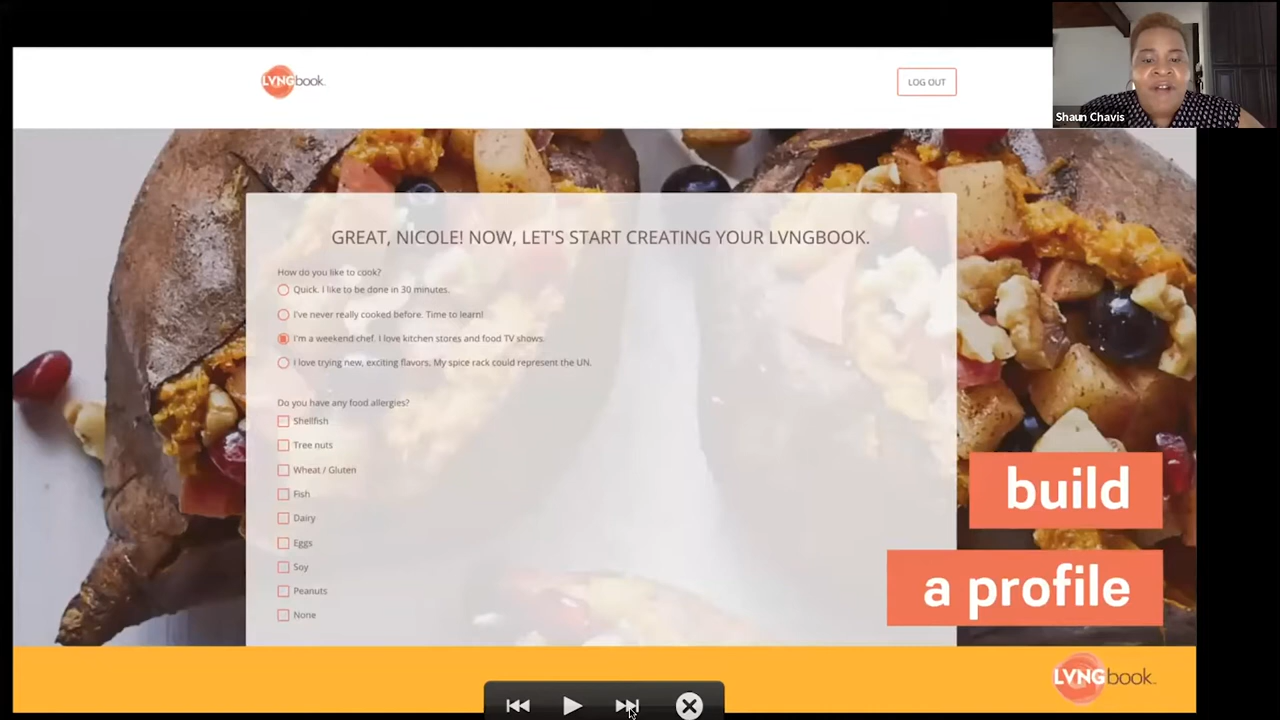 LVNGbook
LOG OUT
Shaun Chavis
GREAT, NICOLE! NOW, LET'S START CREATING YOUR LVNGBOOK.
How do you like to cook?
Quick. I like to be done in 30 minutes.
I've never really cooked before. Time to learn!
I'm a weekend chef. I love kitchen stores and food TV shows.
I love trying new, exciting flavors. My spice rack could represent the UN.
Do you have any food allergies?
Shellfish
Tree nuts
Wheat / Gluten
Fish
Dairy
Eggs
Soy
Peanuts
None
build
a profile
LVNGbook